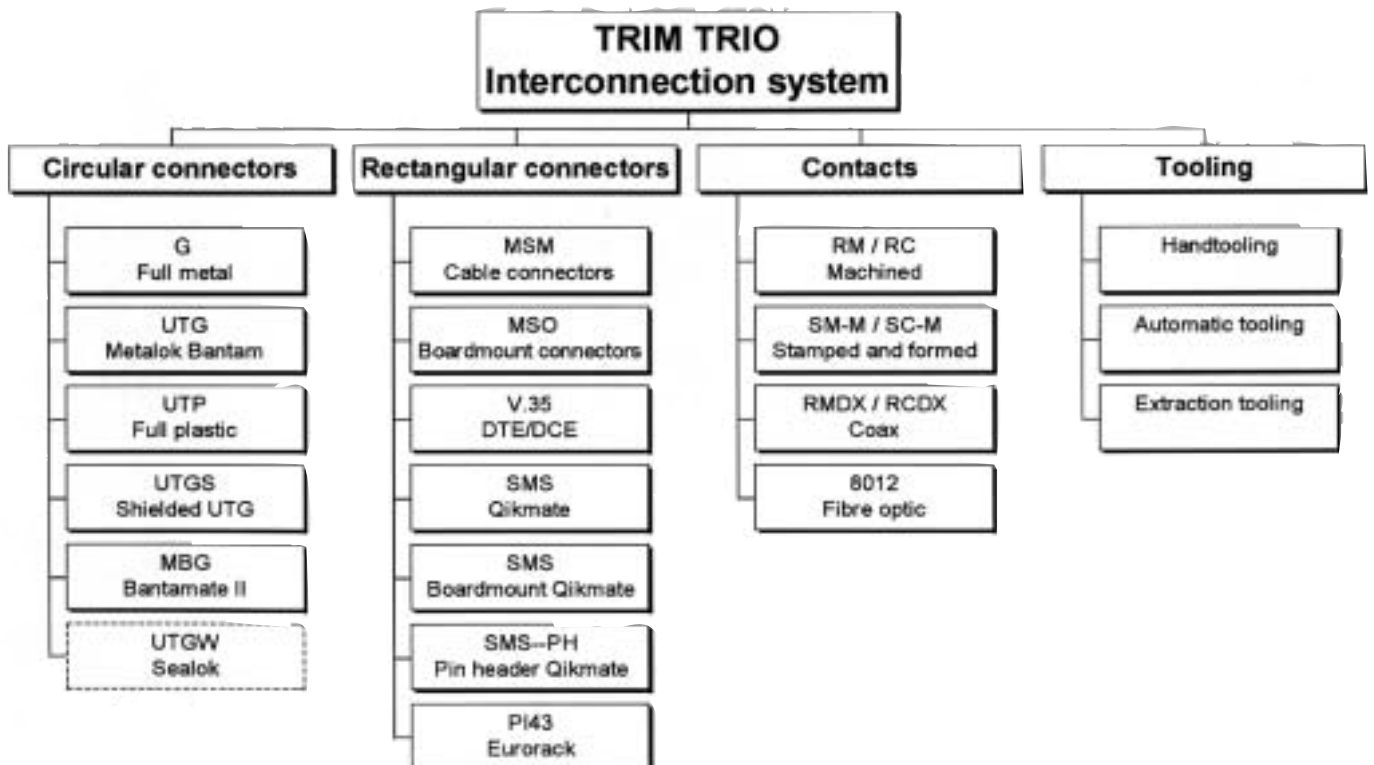 TRIM TRIO
Interconnection system
Circular connectors
G
Full metal
UTG
Metalok Bantam
UTP
Full plastic
UTGS
Shielded UTG
MBG
Bantamate II
UTGW
Sealok
Rectangular connectors
MSM
Cable connectors
MSO
Boardmount connectors
V.35
DTE/DCE
SMS
Qikmate
SMS
Boardmount Qikmate
SMS--PH
Pin header Qikmate
PI43
Eurorack
Contacts
RM / RC
Machined
SM-M / SC-M
Stamped and formed
RMDX / RCDX
Coax
8012
Fibre optic
Tooling
Handtooling
Automatic tooling
Extraction tooling